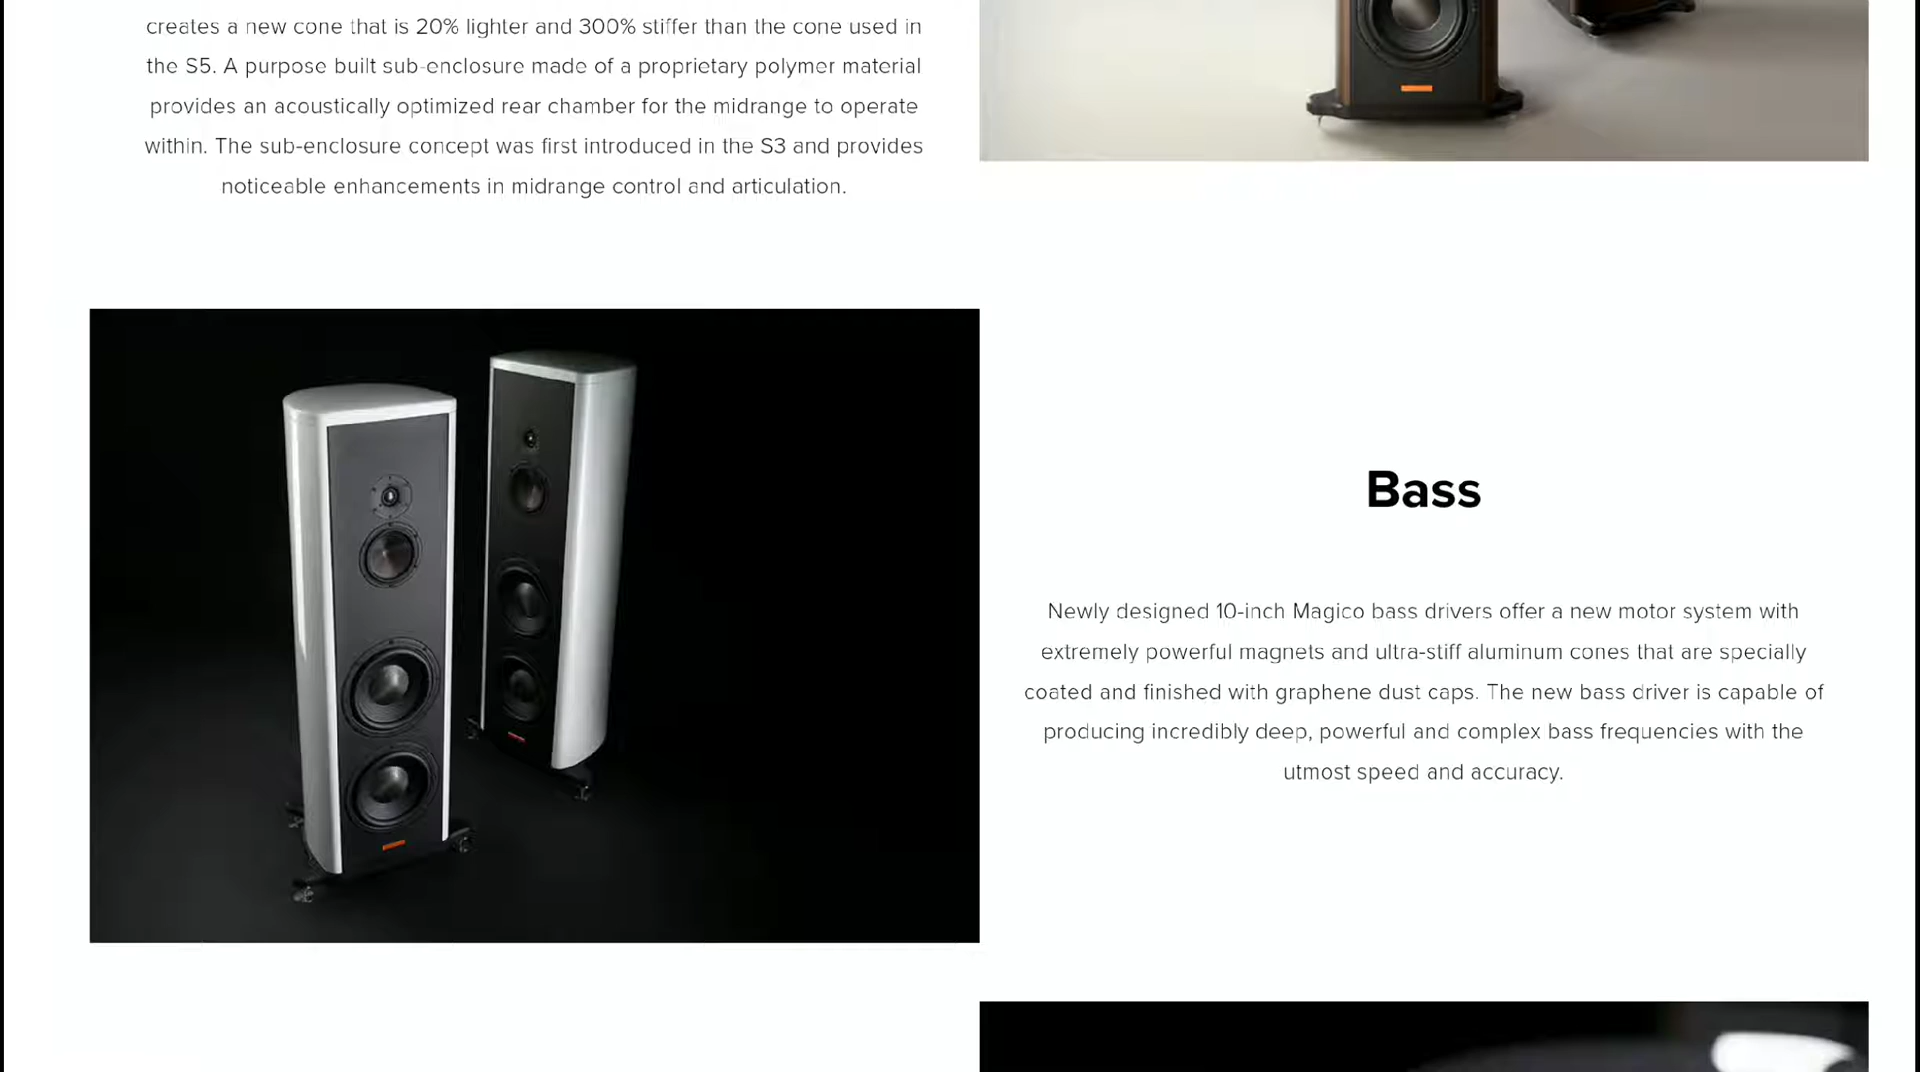 creates a new cone that is 20% lighter and 300% stiffer than the cone used in
the S5. A purpose built sub-enclosure made of a proprietary polymer material
provides an acoustically optimized rear chamber for the midrange to operate
within. The sub-enclosure concept was first introduced in the S3 and provides
noticeable enhancements in midrange control and articulation.
Bass
Newly designed 10-inch Magico bass drivers offer a new motor system with
extremely powerful magnets and ultra-stiff aluminum cones that are specially
coated and finished with graphene dust caps. The new bass driver is capable of
producing incredibly deep, powerful and complex bass frequencies with the
utmost speed and accuracy.